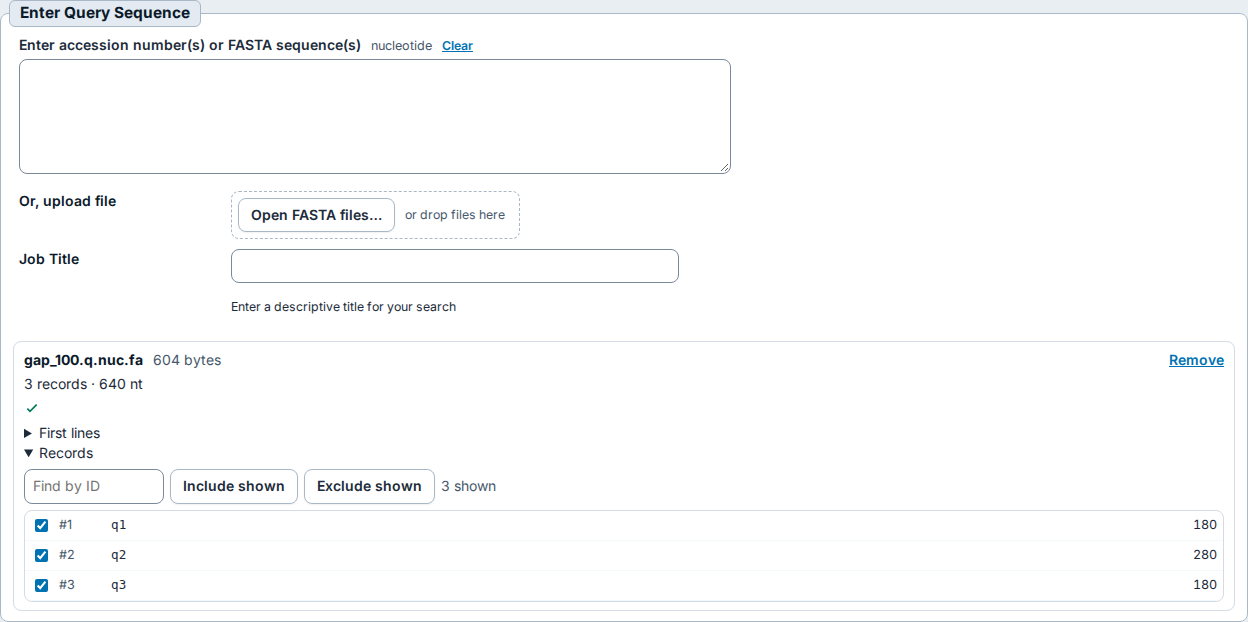 Enter Query Sequence
Enter accession number(s) or FASTA sequence(s) nucleotide Clear
Or, upload file
Open FASTA files... or drop files here
Job Title
Enter a descriptive title for your search
gap_100.q.nuc.fa 604 bytes Remove
3 records · 640 nt
✓
▶ First lines
▼ Records
Find by ID Include shown Exclude shown 3 shown
#1 q1 180
#2 q2 280
#3 q3 180